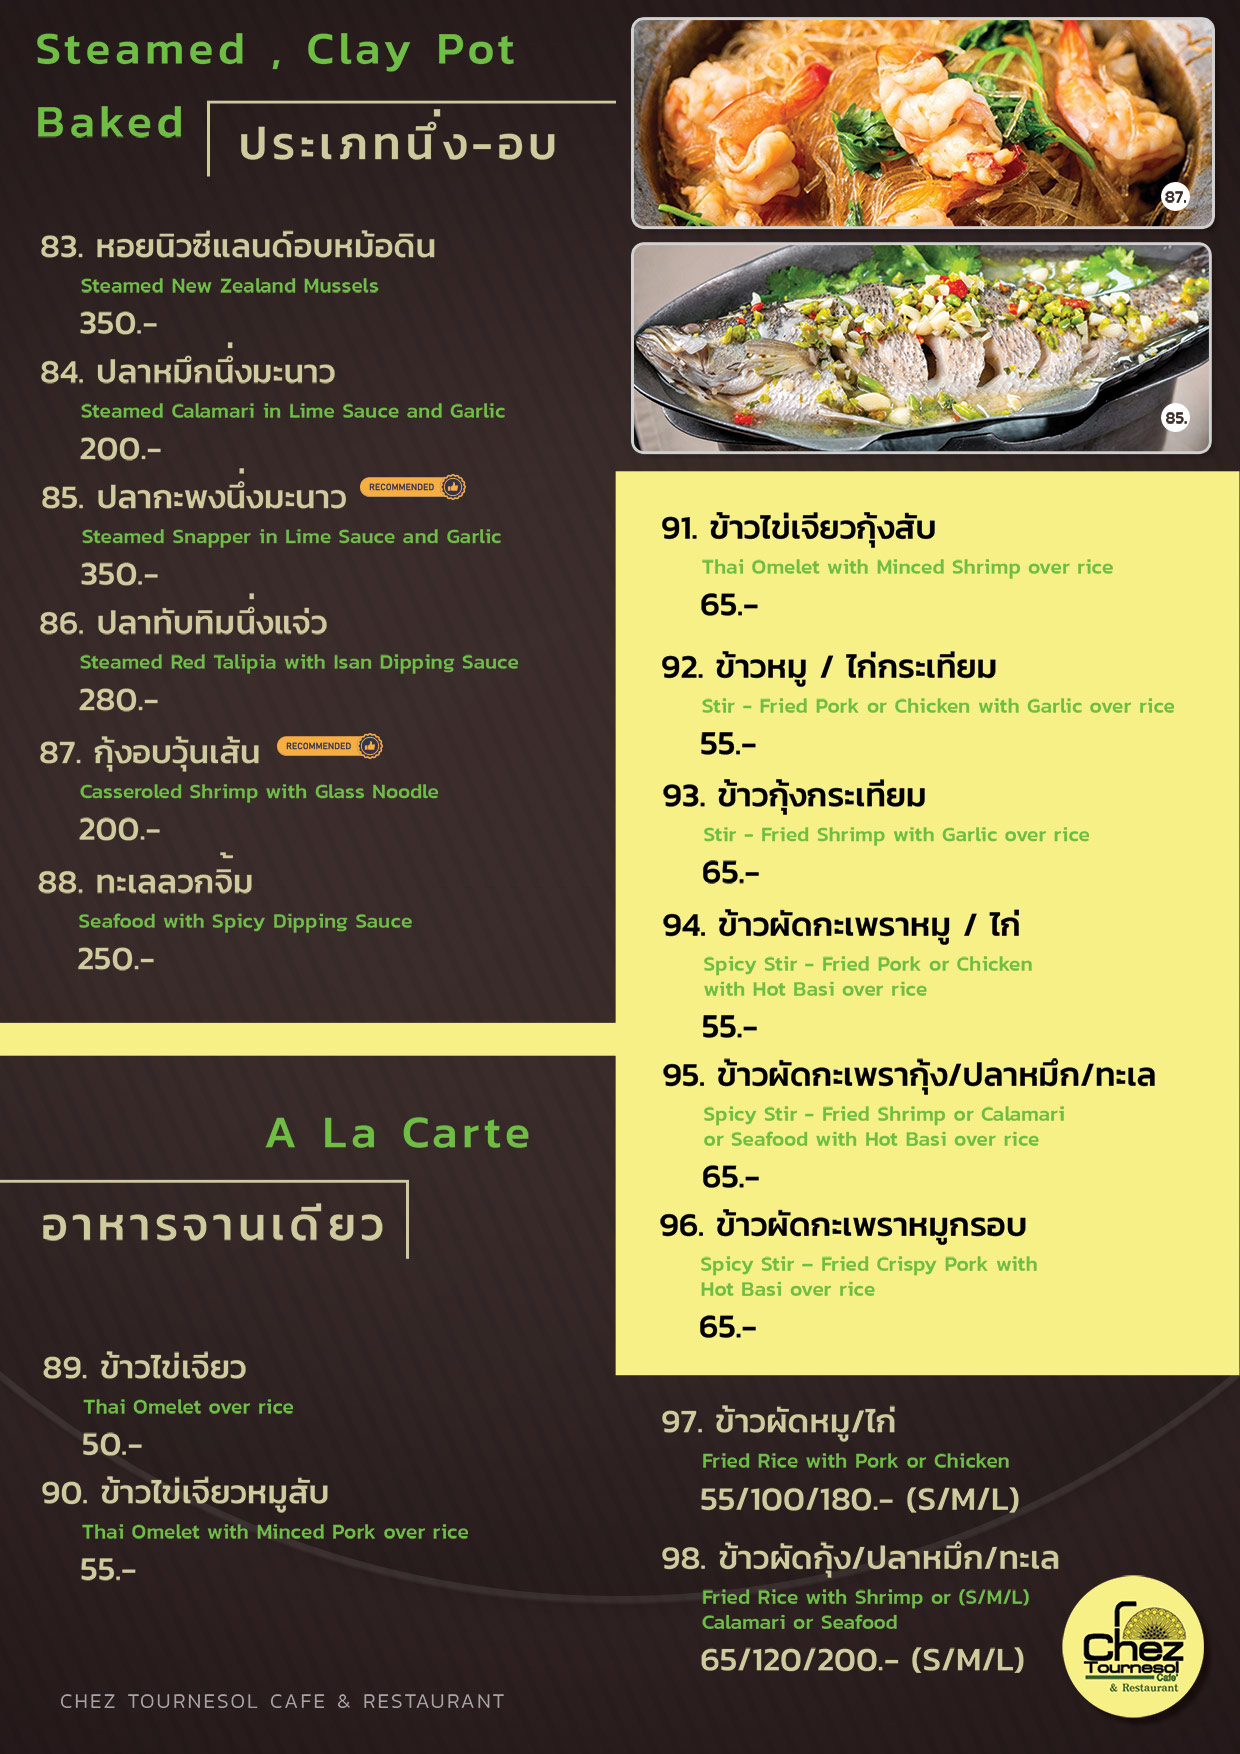 Steamed , Clay Pot
Baked
ประเภทนึ่ง-อบ
83. หอยนิวซีแลนด์อบหม้อดิน
Steamed New Zealand Mussels
350.-
84. ปลาหมึกนึ่งมะนาว
Steamed Calamari in Lime Sauce and Garlic
200.-
85. ปลากะพงนึ่งมะนาว RECOMMENDED
Steamed Snapper in Lime Sauce and Garlic
350.-
86. ปลาทับทิมนึ่งแจ่ว
Steamed Red Talipia with Isan Dipping Sauce
280.-
87. กุ้งอบวุ้นเส้น RECOMMENDED
Casseroled Shrimp with Glass Noodle
200.-
88. ทะเลลวกจิ้ม
Seafood with Spicy Dipping Sauce
250.-
A La Carte
อาหารจานเดียว
89. ข้าวไข่เจียว
Thai Omelet over rice
50.-
90. ข้าวไข่เจียวหมูสับ
Thai Omelet with Minced Pork over rice
55.-
CHEZ TOURNESOL CAFE & RESTAURANT
87.
85.
91. ข้าวไข่เจียวกุ้งสับ
Thai Omelet with Minced Shrimp over rice
65.-
92. ข้าวหมู / ไก่กระเทียม
Stir - Fried Pork or Chicken with Garlic over rice
55.-
93. ข้าวกุ้งกระเทียม
Stir - Fried Shrimp with Garlic over rice
65.-
94. ข้าวผัดกะเพราหมู / ไก่
Spicy Stir - Fried Pork or Chicken
with Hot Basi over rice
55.-
95. ข้าวผัดกะเพรากุ้ง/ปลาหมึก/ทะเล
Spicy Stir - Fried Shrimp or Calamari
or Seafood with Hot Basi over rice
65.-
96. ข้าวผัดกะเพราหมูกรอบ
Spicy Stir – Fried Crispy Pork with
Hot Basi over rice
65.-
97. ข้าวผัดหมู/ไก่
Fried Rice with Pork or Chicken
55/100/180.- (S/M/L)
98. ข้าวผัดกุ้ง/ปลาหมึก/ทะเล
Fried Rice with Shrimp or (S/M/L)
Calamari or Seafood
65/120/200.- (S/M/L)
Chez
Tournesol
Cafe'
& Restaurant